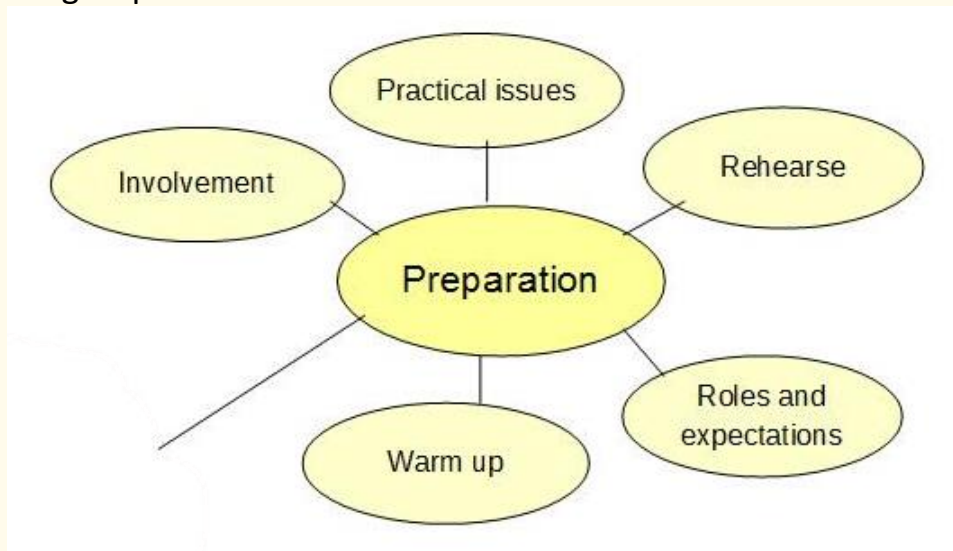 Practical issues
Involvement
Rehearse
Preparation
Roles and
expectations
Warm up